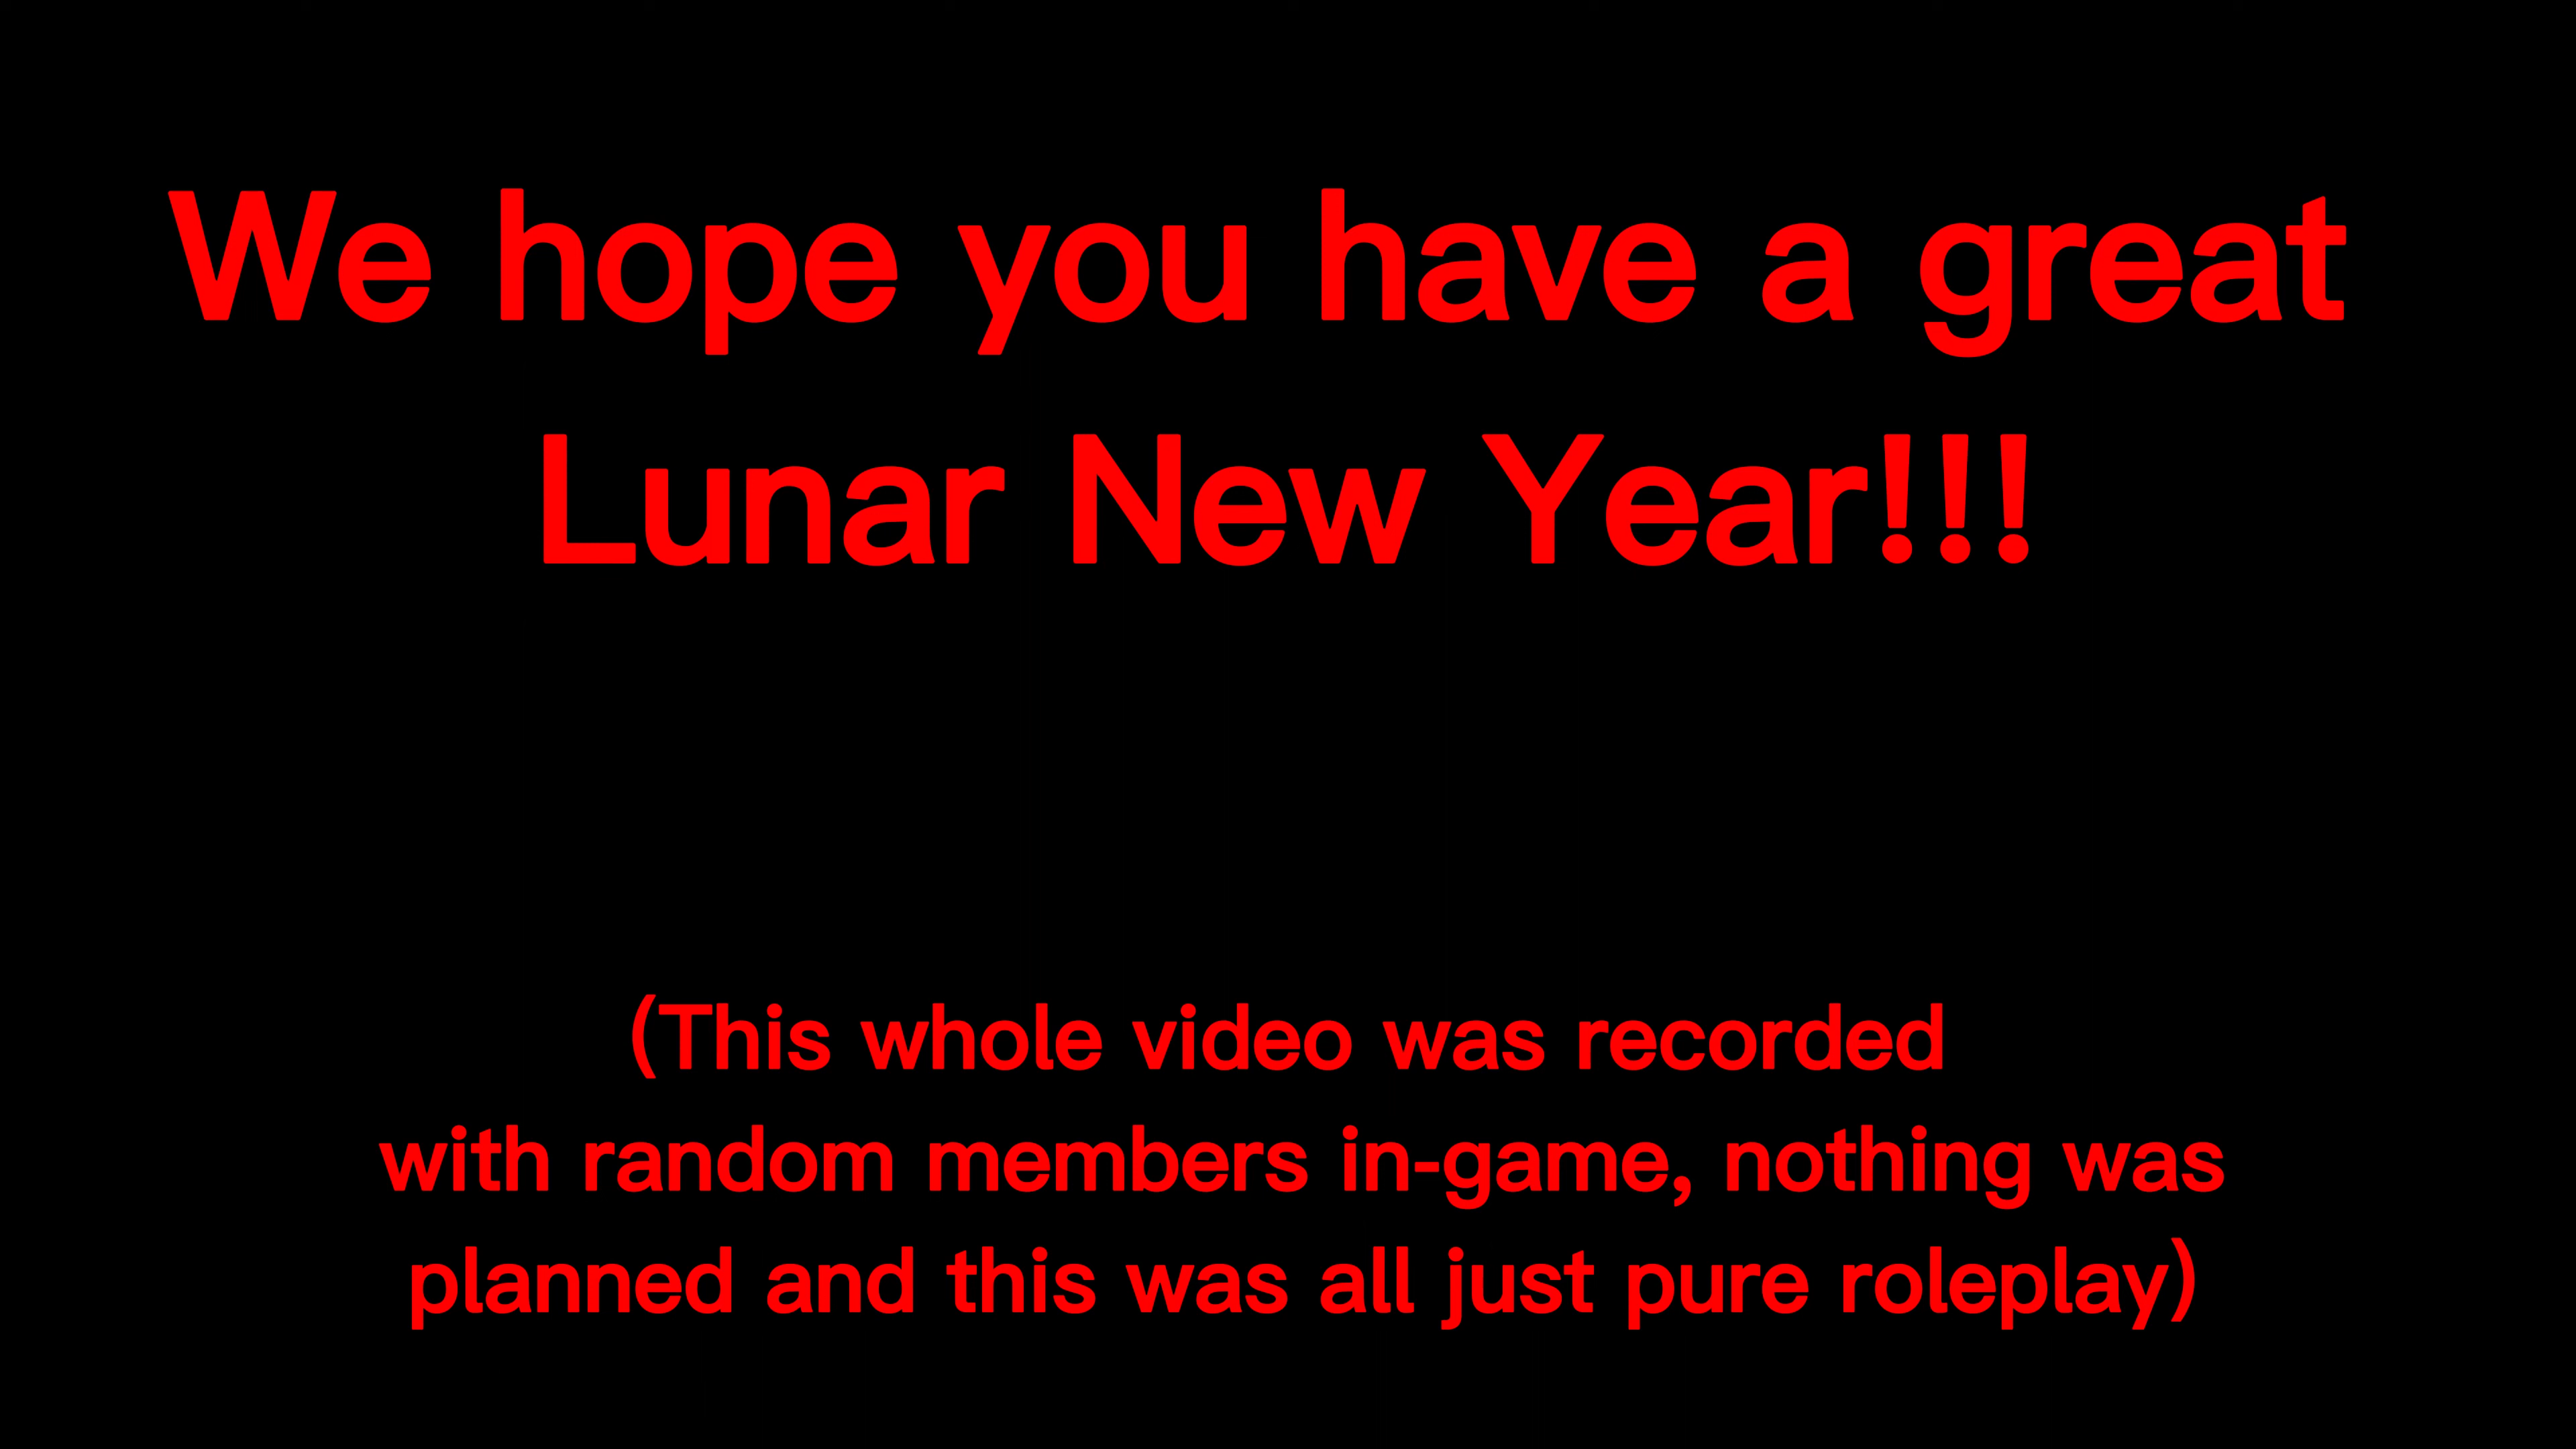 We hope you have a great
Lunar New Year!!!
(This whole video was recorded
with random members in-game, nothing was
planned and this was all just pure roleplay)